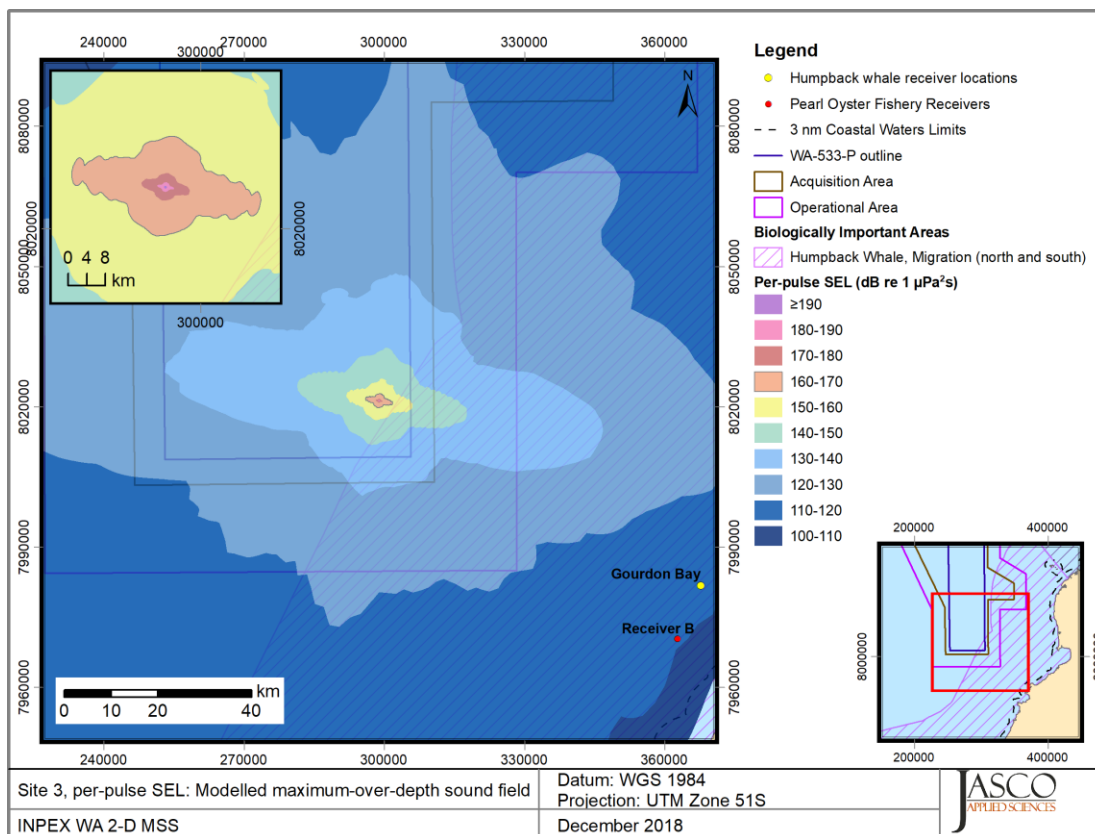 240000
270000
300000
330000
360000
300000
8020000
8050000
0 4 8
km
300000
8080000
8050000
8020000
7990000
7960000
N
8080000
8050000
8020000
7990000
7960000
Gourdon Bay
Receiver B
km
0 10 20 40
240000
270000
300000
330000
360000
Legend
Humpback whale receiver locations
Pearl Oyster Fishery Receivers
3 nm Coastal Waters Limits
WA-533-P outline
Acquisition Area
Operational Area
Biologically Important Areas
Humpback Whale, Migration (north and south)
Per-pulse SEL (dB re 1 µPa²s)
≥190
180-190
170-180
160-170
150-160
140-150
130-140
120-130
110-120
100-110
200000
400000
8000000
200000
400000
Site 3, per-pulse SEL: Modelled maximum-over-depth sound field
INPEX WA 2-D MSS
Datum: WGS 1984
Projection: UTM Zone 51S
December 2018
JASCO
APPLIED SCIENCES